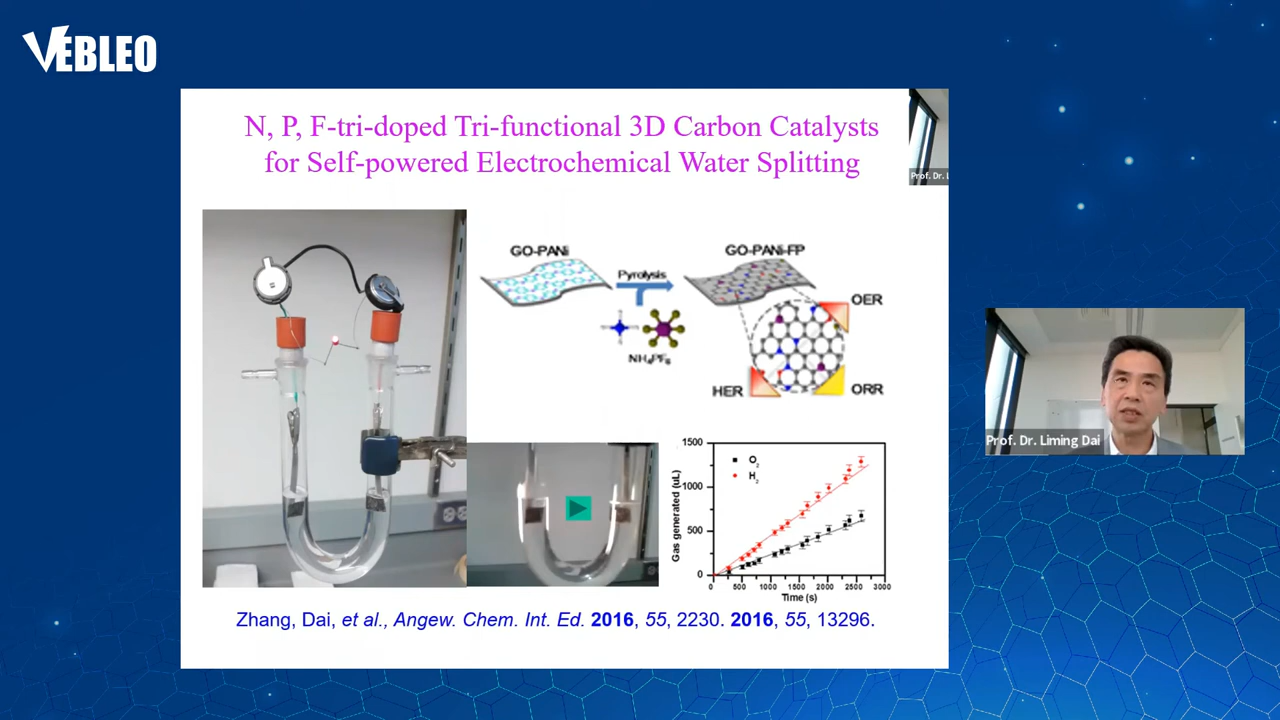 VEBLEO
N, P, F-tri-doped Tri-functional 3D Carbon Catalysts
for Self-powered Electrochemical Water Splitting
Prof. Dr. L
GO-PANi
Pyrolysis
NH4PF6
GO-PANi-FP
OER
HER
ORR
Prof. Dr. Liming Dai
1500
1000
500
0
Gas generated (uL)
O2
H2
0 500 1000 1500 2000 2500 3000
Time (s)
Zhang, Dai, et al., Angew. Chem. Int. Ed. 2016, 55, 2230. 2016, 55, 13296.